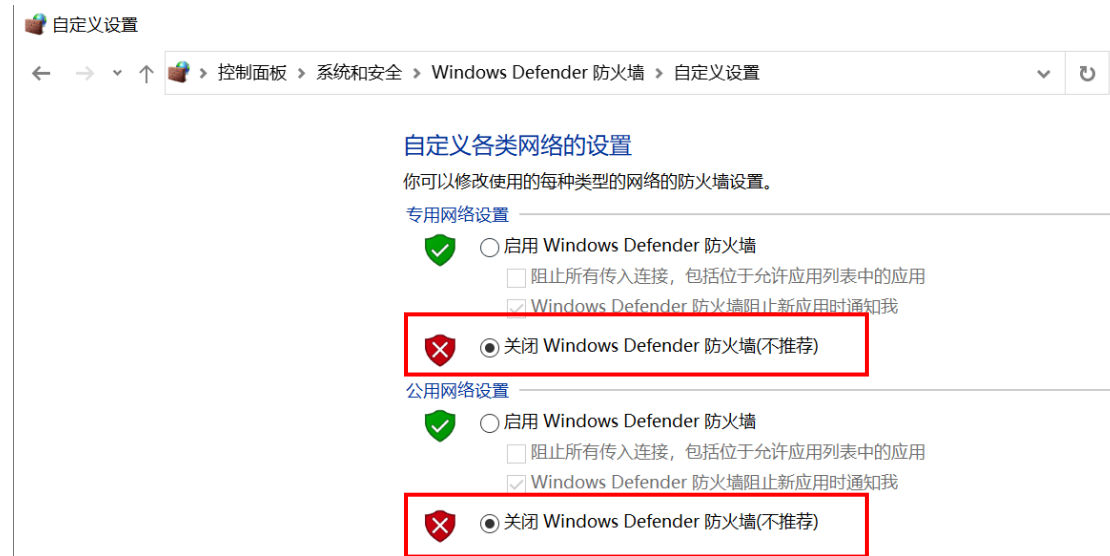 自定义设置
控制面板 > 系统和安全 > Windows Defender 防火墙 > 自定义设置
自定义各类网络的设置
你可以修改使用的每种类型的网络的防火墙设置。
专用网络设置
启用 Windows Defender 防火墙
阻止所有传入连接，包括位于允许应用列表中的应用
Windows Defender 防火墙阻止新应用时通知我
关闭 Windows Defender 防火墙(不推荐)
公用网络设置
启用 Windows Defender 防火墙
阻止所有传入连接，包括位于允许应用列表中的应用
Windows Defender 防火墙阻止新应用时通知我
关闭 Windows Defender 防火墙(不推荐)